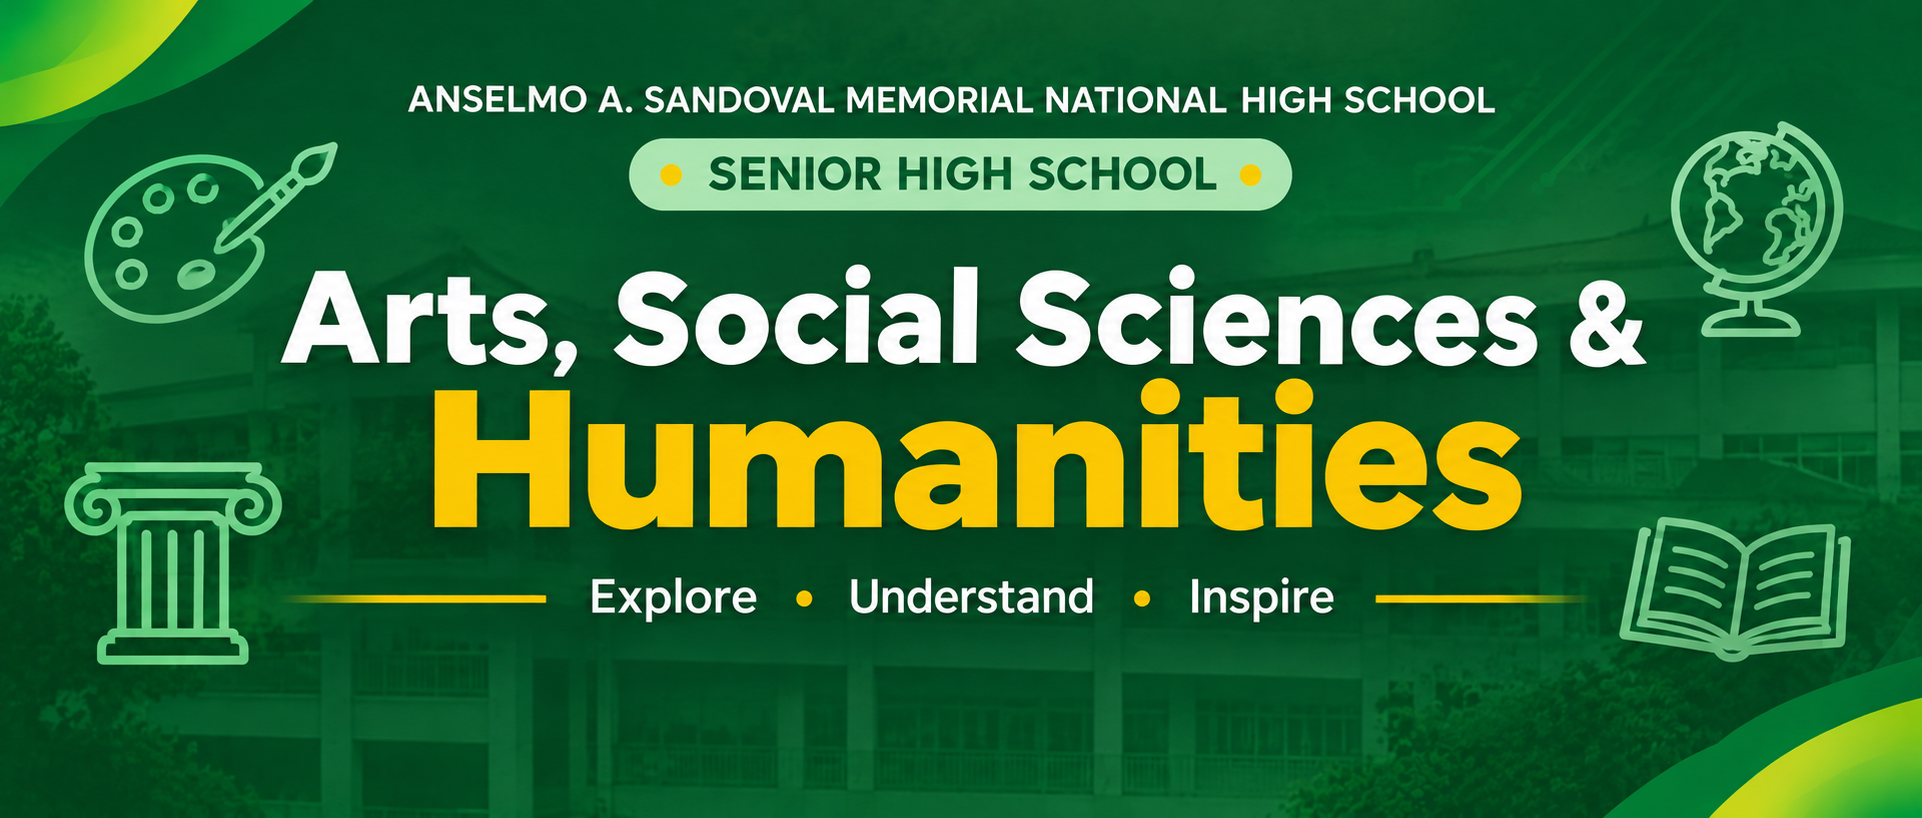 ANSELMO A. SANDOVAL MEMORIAL NATIONAL HIGH SCHOOL
SENIOR HIGH SCHOOL
Arts, Social Sciences &
Humanities
Explore • Understand • Inspire